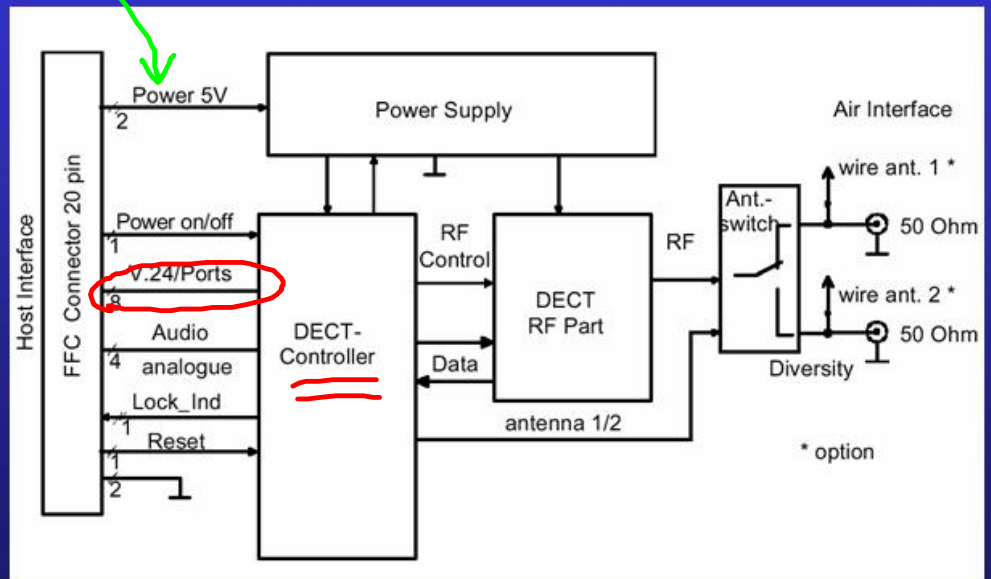 Power 5V
2
Power Supply
Air Interface
wire ant. 1 *
Ant.-
switch
50 Ohm
Power on/off
1
RF
Control
RF
V.24/Ports
8
wire ant. 2 *
50 Ohm
Host Interface
FFC Connector 20 pin
DECT
RF Part
Audio
4
analogue
DECT-
Controller
Data
Diversity
Lock_Ind
1
antenna 1/2
Reset
1
* option
2